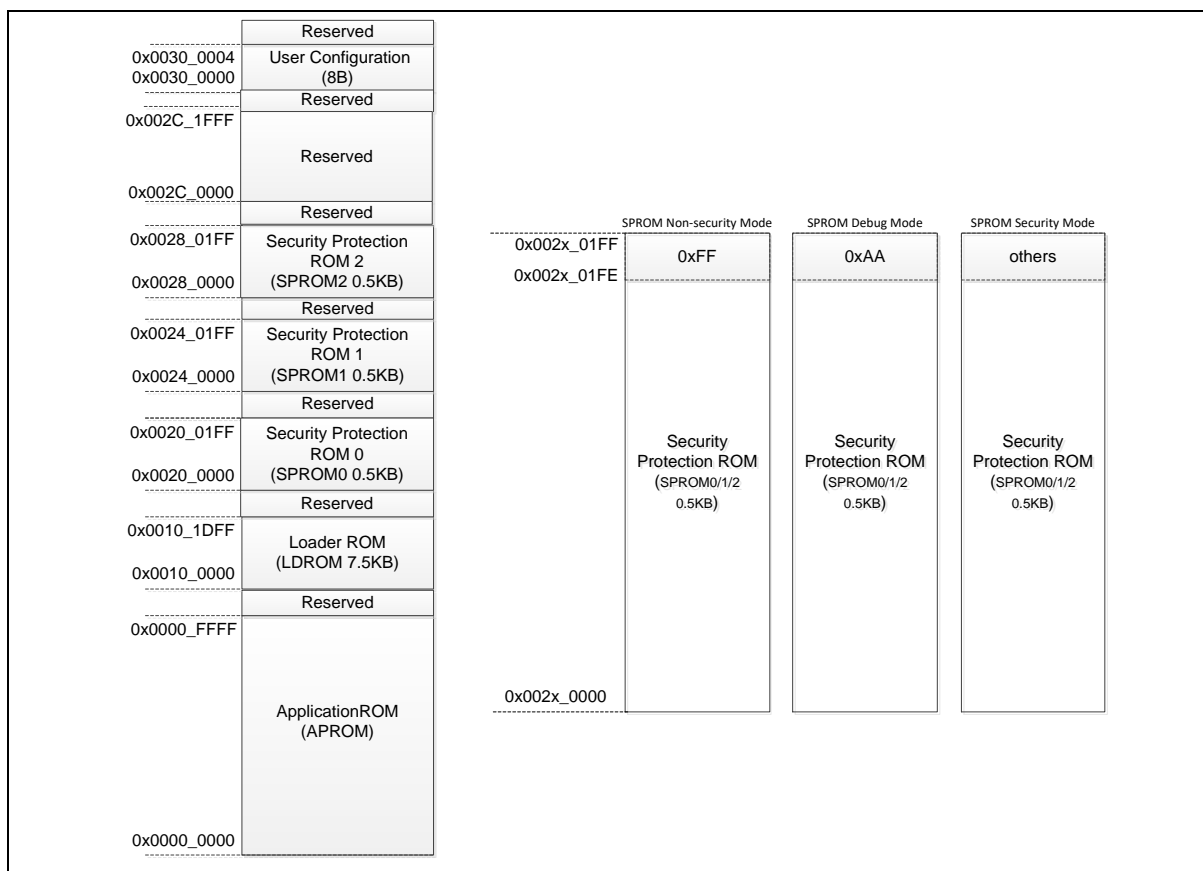 Reserved
0x0030_0004
0x0030_0000
User Configuration
(8B)
Reserved
0x002C_1FFF
Reserved
0x002C_0000
Reserved
0x0028_01FF
0x0028_0000
Security Protection
ROM 2
(SPROM2 0.5KB)
Reserved
0x0024_01FF
0x0024_0000
Security Protection
ROM 1
(SPROM1 0.5KB)
Reserved
0x0020_01FF
0x0020_0000
Security Protection
ROM 0
(SPROM0 0.5KB)
Reserved
0x0010_1DFF
0x0010_0000
Loader ROM
(LDROM 7.5KB)
Reserved
0x0000_FFFF
ApplicationROM
(APROM)
0x0000_0000
0x002x_01FF
0x002x_01FE
0x002x_0000
SPROM Non-security Mode
0xFF
Security
Protection ROM
(SPROM0/1/2
0.5KB)
SPROM Debug Mode
0xAA
Security
Protection ROM
(SPROM0/1/2
0.5KB)
SPROM Security Mode
others
Security
Protection ROM
(SPROM0/1/2
0.5KB)